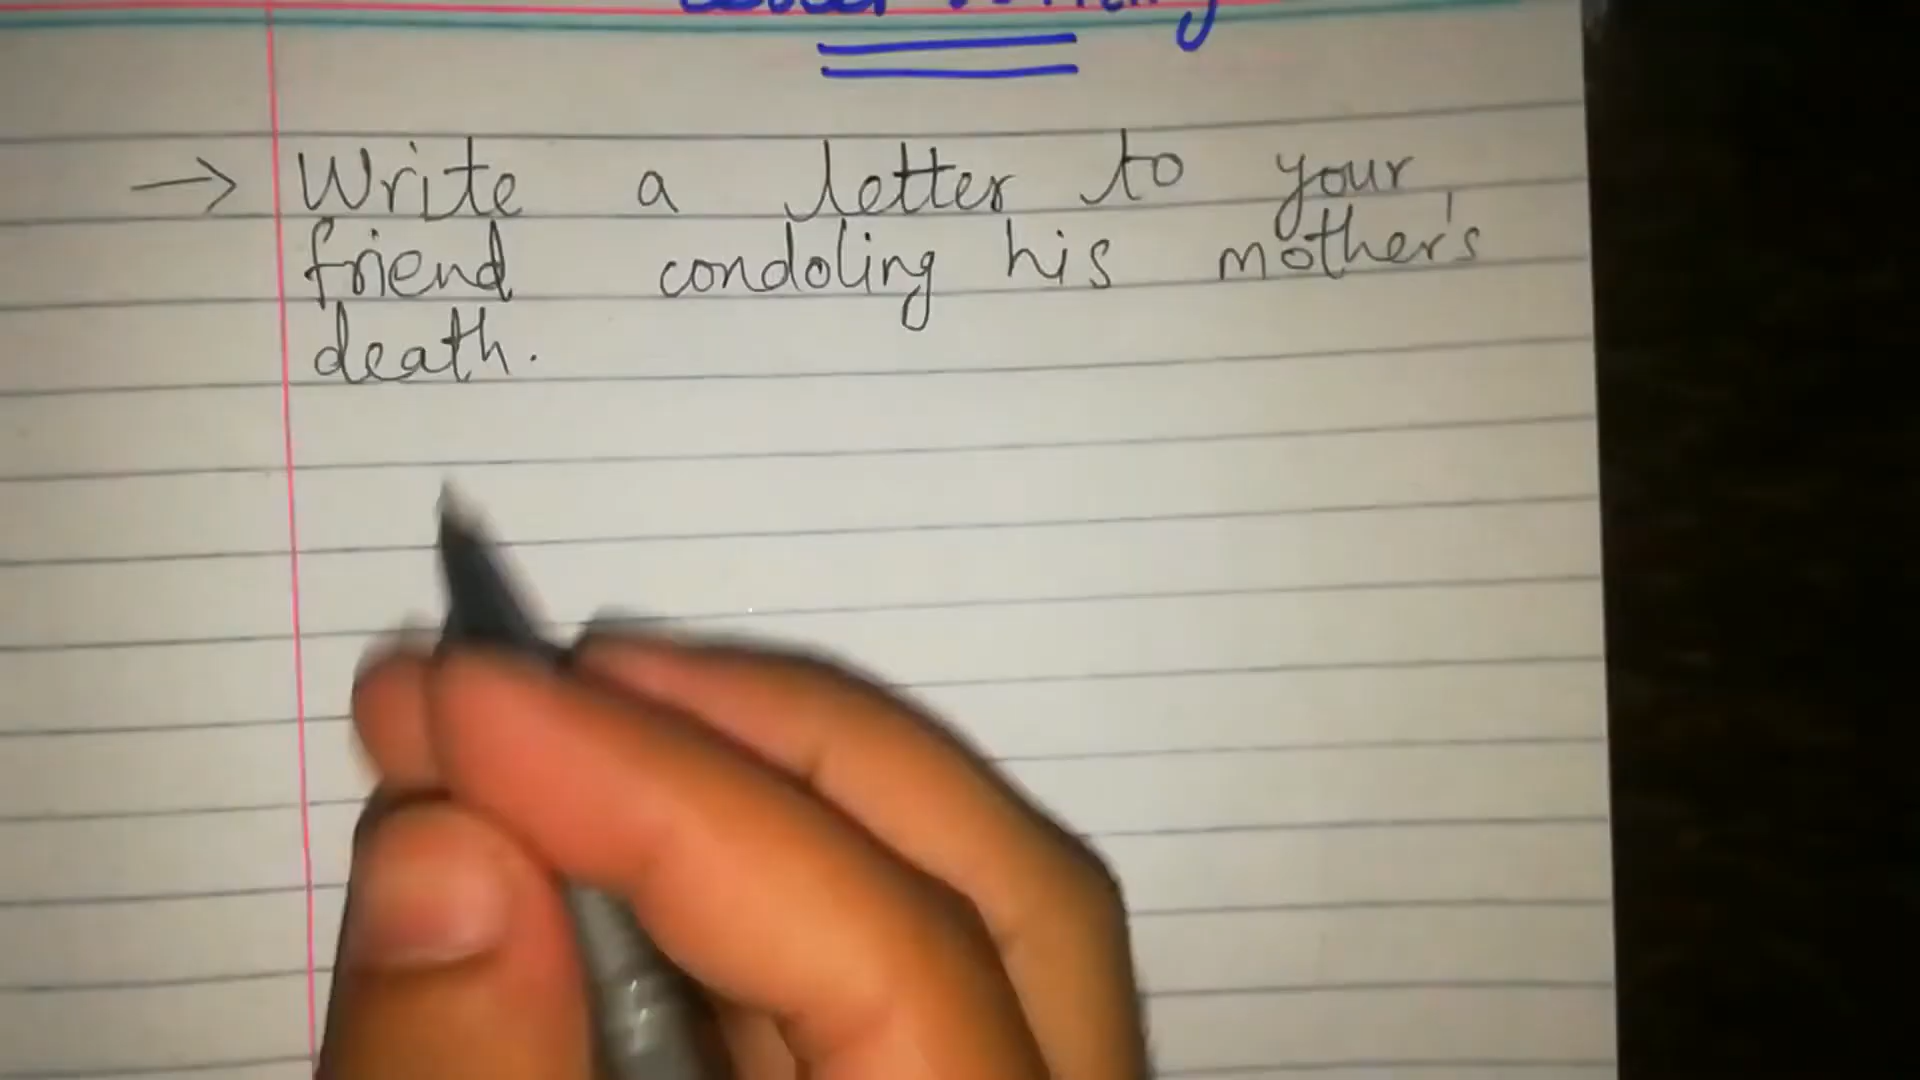 → Write a letter to your
friend condoling his mother's
death.